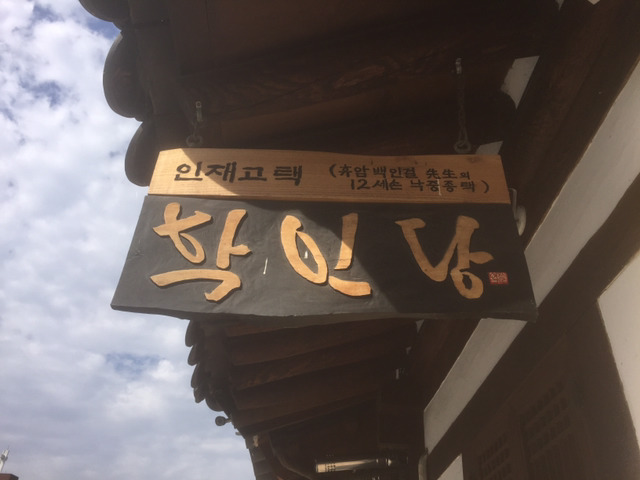 인재고택 (休암 백인걸 先生의
12세손 낙중종택)
학인당